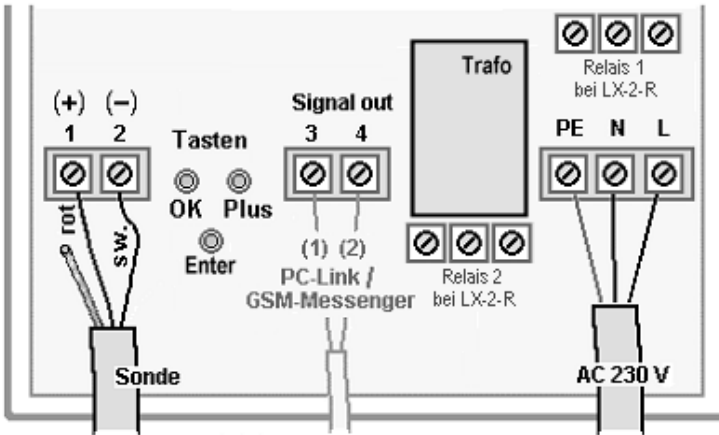 (+) (–)
1 2
rot
sw.
Sonde
Tasten
OK Plus
Enter
Signal out
3 4
(1) (2)
PC-Link /
GSM-Messenger
Trafo
Relais 2
bei LX-2-R
Relais 1
bei LX-2-R
PE N L
AC 230 V